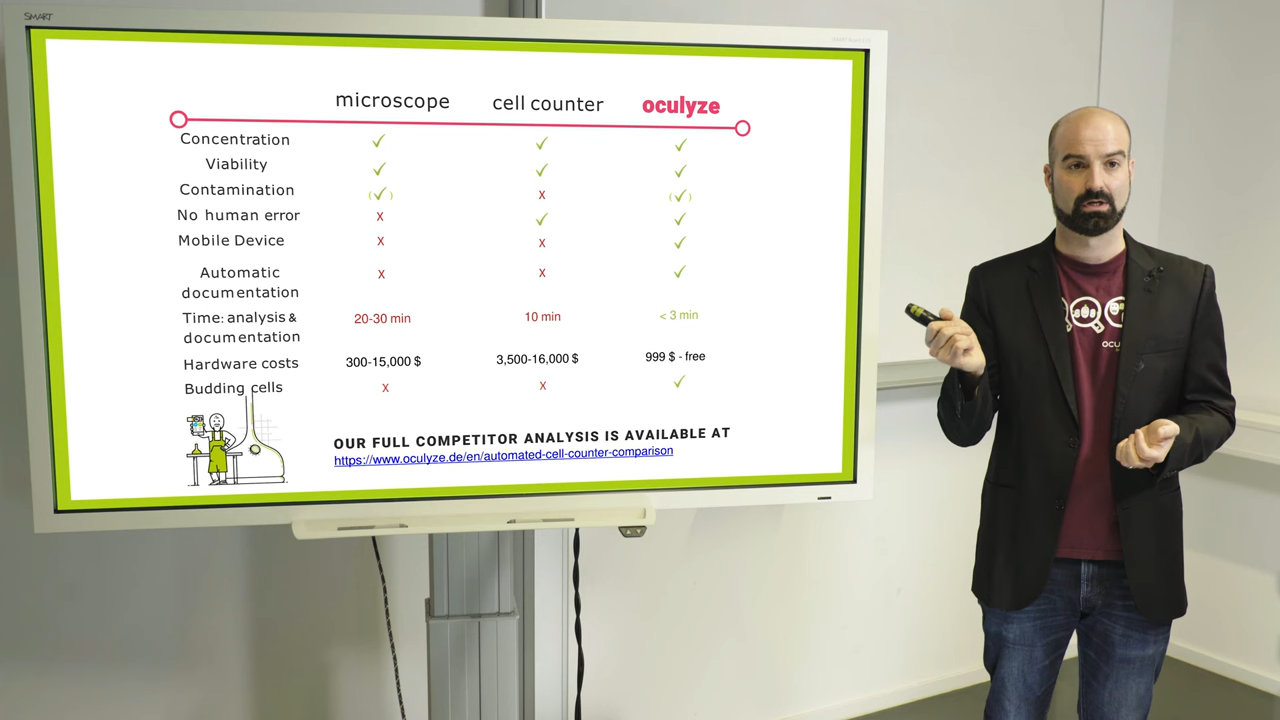 SMART
microscope cell counter oculyze
Concentration ✓ ✓ ✓
Viability ✓ ✓ ✓
Contamination (✓) X (✓)
No human error X ✓ ✓
Mobile Device X X ✓
Automatic
documentation X X ✓
Time: analysis &
documentation 20-30 min 10 min < 3 min
Hardware costs 300-15,000 $ 3,500-16,000 $ 999 $ - free
Budding cells X X ✓
OUR FULL COMPETITOR ANALYSIS IS AVAILABLE AT
https://www.oculyze.de/en/automated-cell-counter-comparison